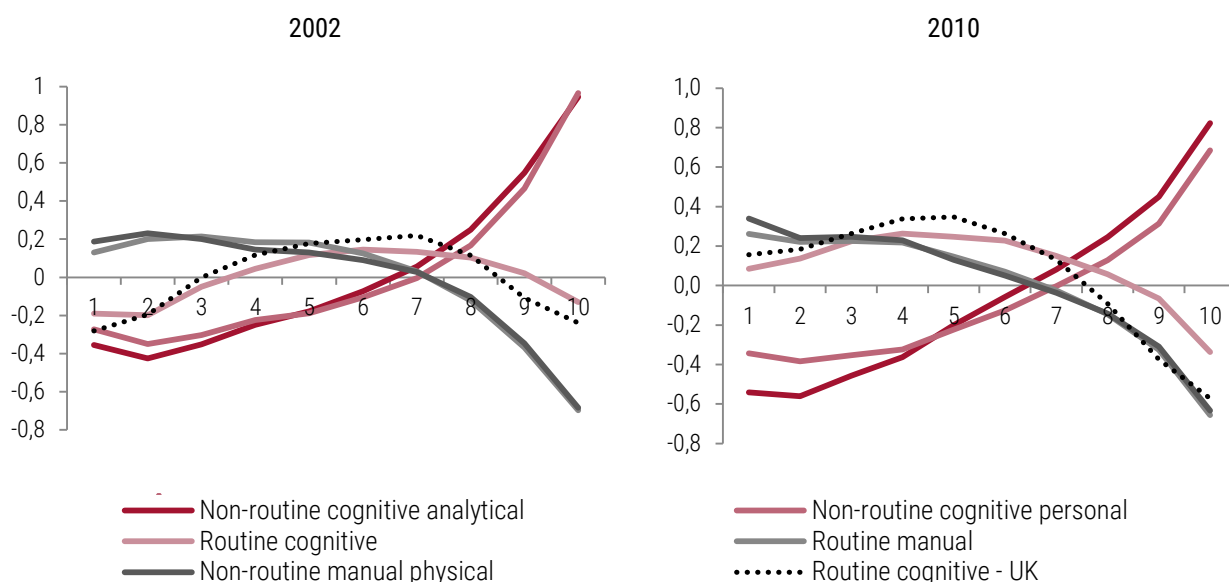 2002
1
0,8
0,6
0,4
0,2
0
-0,2
-0,4
-0,6
-0,8
1 2 3 4 5 6 7 8 9 10
2010
1,0
0,8
0,6
0,4
0,2
0,0
-0,2
-0,4
-0,6
-0,8
1 2 3 4 5 6 7 8 9 10
Non-routine cognitive analytical
Non-routine cognitive personal
Routine cognitive
Routine manual
Non-routine manual physical
Routine cognitive - UK